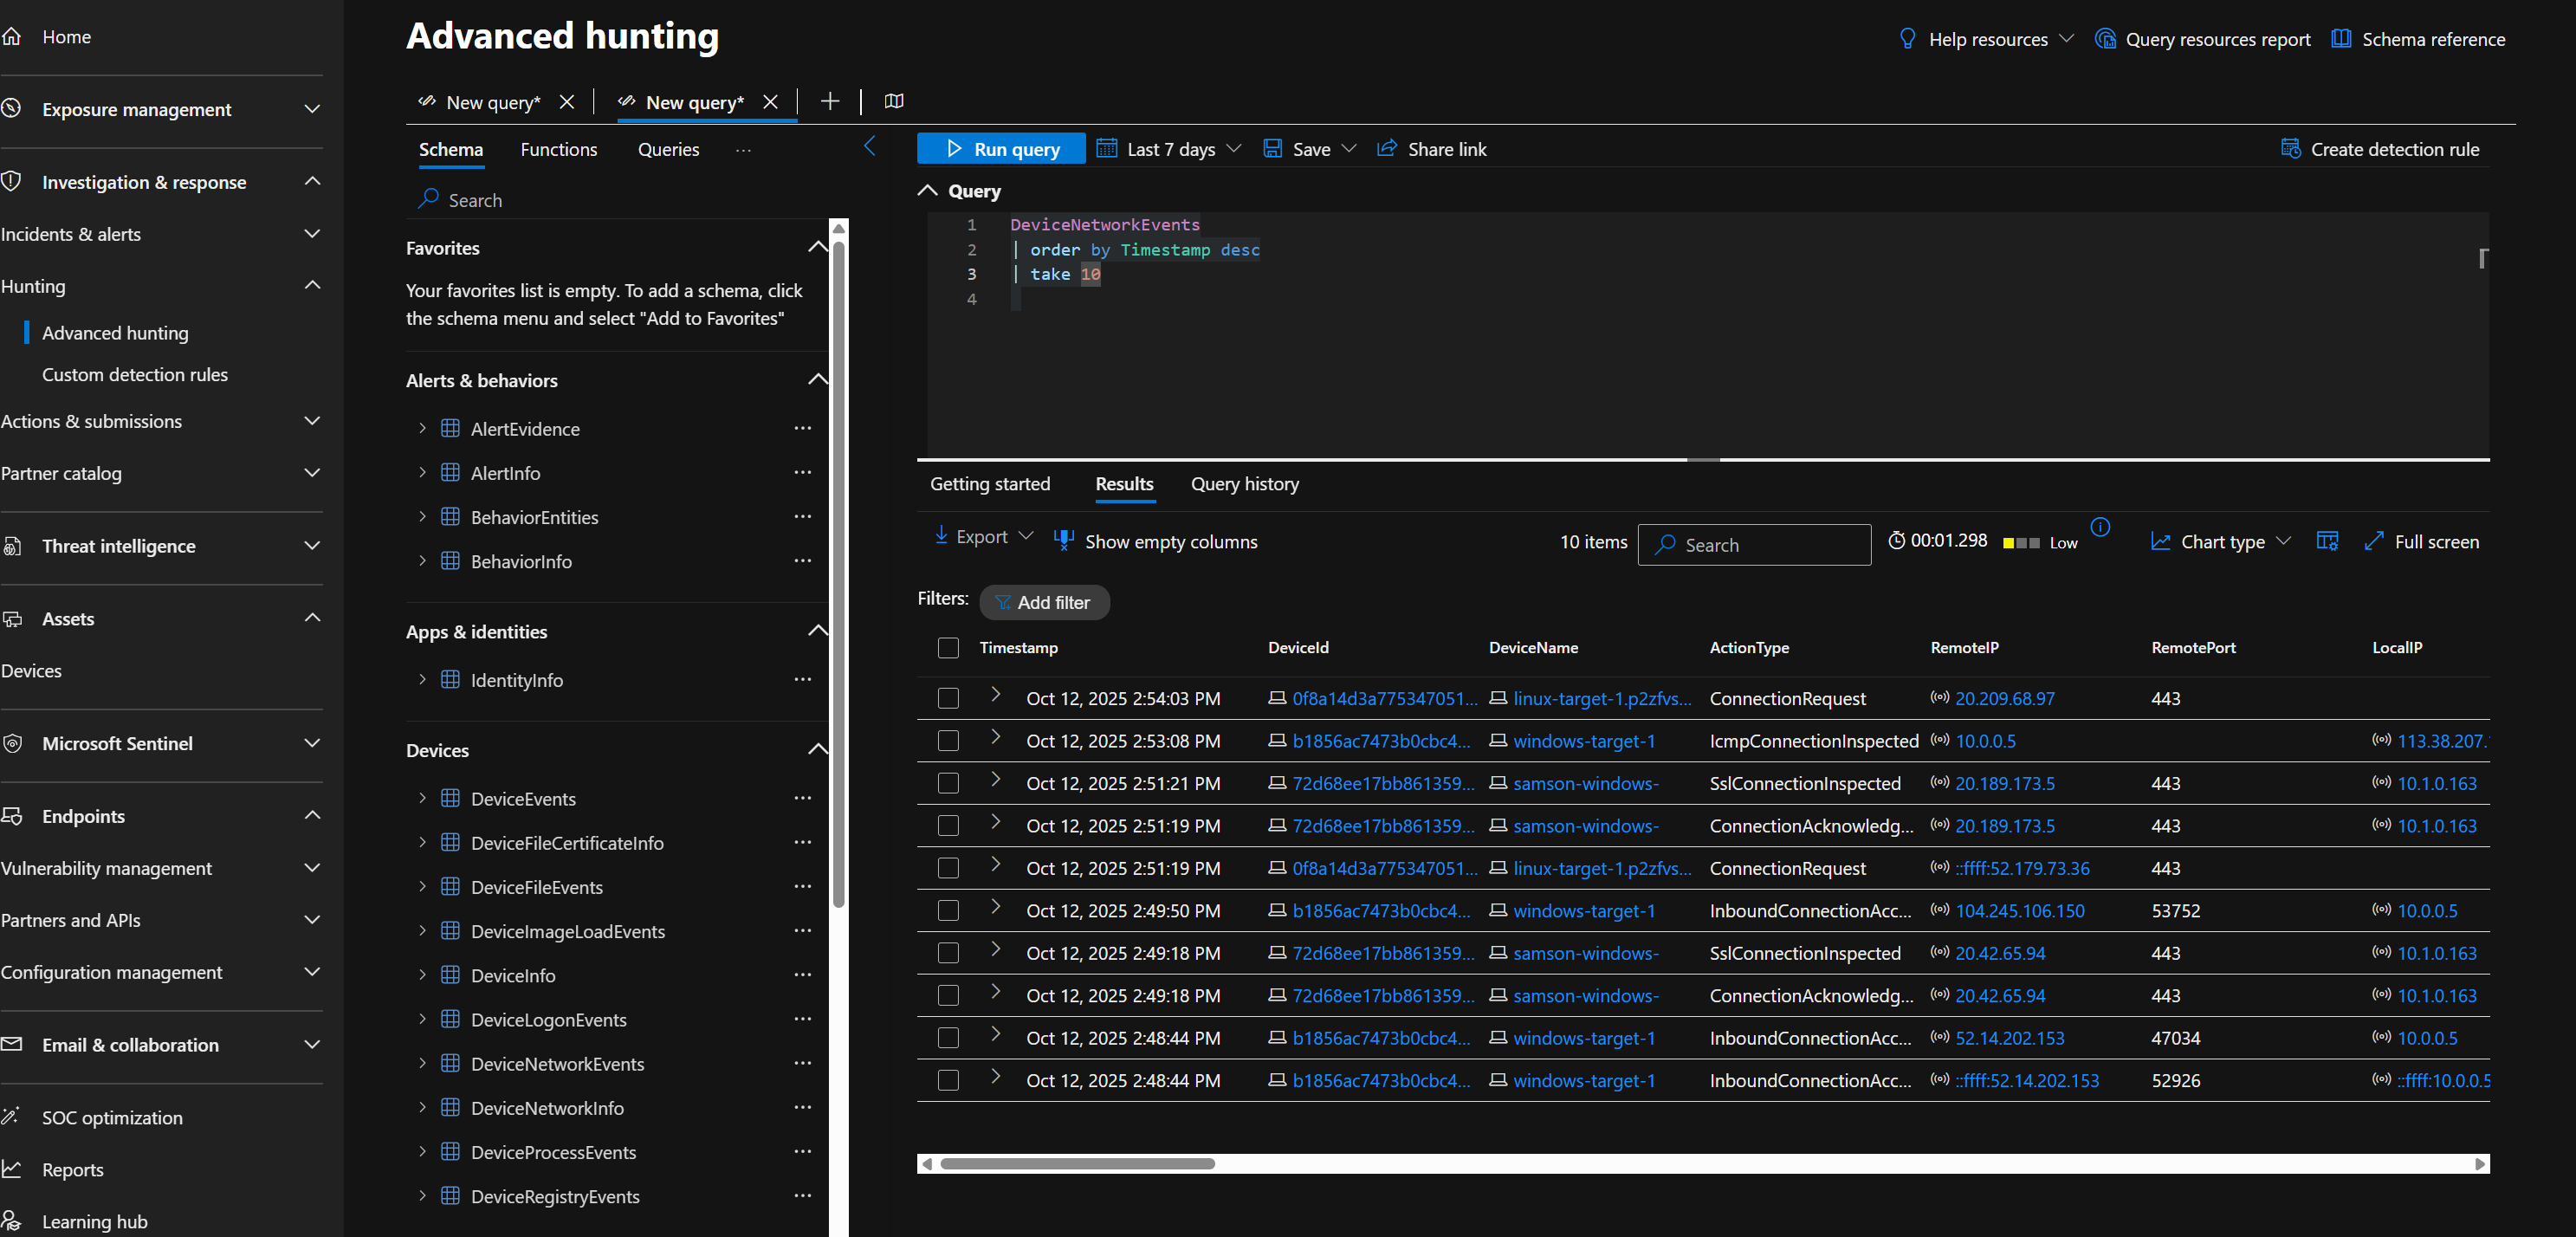 Home
Exposure management
Investigation & response
Incidents & alerts
Hunting
Advanced hunting
Custom detection rules
Actions & submissions
Partner catalog
Threat intelligence
Assets
Devices
Microsoft Sentinel
Endpoints
Vulnerability management
Partners and APIs
Configuration management
Email & collaboration
SOC optimization
Reports
Learning hub
Advanced hunting
Help resources Query resources report Schema reference
New query* New query*
Schema Functions Queries ...
Search
Favorites
Your favorites list is empty. To add a schema, click
the schema menu and select "Add to Favorites"
Alerts & behaviors
AlertEvidence ...
AlertInfo ...
BehaviorEntities ...
BehaviorInfo ...
Apps & identities
IdentityInfo ...
Devices
DeviceEvents ...
DeviceFileCertificateInfo ...
DeviceFileEvents ...
DeviceImageLoadEvents ...
DeviceInfo ...
DeviceLogonEvents ...
DeviceNetworkEvents ...
DeviceNetworkInfo ...
DeviceProcessEvents ...
DeviceRegistryEvents ...
Run query Last 7 days Save Share link Create detection rule
Query
1 DeviceNetworkEvents
2 | order by Timestamp desc
3 | take 10
4
Getting started Results Query history
Export Show empty columns 10 items Search 00:01.298 Low Chart type Full screen
Filters: Add filter
Timestamp DeviceId DeviceName ActionType RemoteIP RemotePort LocalIP
Oct 12, 2025 2:54:03 PM 0f8a14d3a775347051... linux-target-1.p2zfvs... ConnectionRequest 20.209.68.97 443
Oct 12, 2025 2:53:08 PM b1856ac7473b0cbc4... windows-target-1 IcmpConnectionInspected 10.0.0.5 113.38.207.
Oct 12, 2025 2:51:21 PM 72d68ee17bb861359... samson-windows- SslConnectionInspected 20.189.173.5 443 10.1.0.163
Oct 12, 2025 2:51:19 PM 72d68ee17bb861359... samson-windows- ConnectionAcknowledg... 20.189.173.5 443 10.1.0.163
Oct 12, 2025 2:51:19 PM 0f8a14d3a775347051... linux-target-1.p2zfvs... ConnectionRequest ::ffff:52.179.73.36 443
Oct 12, 2025 2:49:50 PM b1856ac7473b0cbc4... windows-target-1 InboundConnectionAcc... 104.245.106.150 53752 10.0.0.5
Oct 12, 2025 2:49:18 PM 72d68ee17bb861359... samson-windows- SslConnectionInspected 20.42.65.94 443 10.1.0.163
Oct 12, 2025 2:49:18 PM 72d68ee17bb861359... samson-windows- ConnectionAcknowledg... 20.42.65.94 443 10.1.0.163
Oct 12, 2025 2:48:44 PM b1856ac7473b0cbc4... windows-target-1 InboundConnectionAcc... 52.14.202.153 47034 10.0.0.5
Oct 12, 2025 2:48:44 PM b1856ac7473b0cbc4... windows-target-1 InboundConnectionAcc... ::ffff:52.14.202.153 52926 ::ffff:10.0.0.5